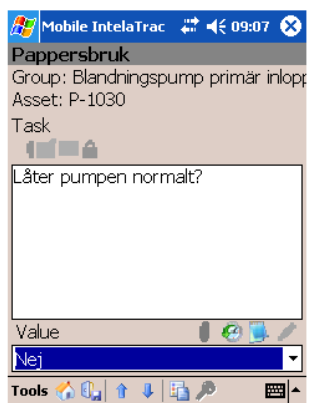 Mobile IntelaTrac 09:07
Pappersbruk
Group: Blandningspump primär inlopp
Asset: P-1030
Task
Låter pumpen normalt?
Value
Nej
Tools